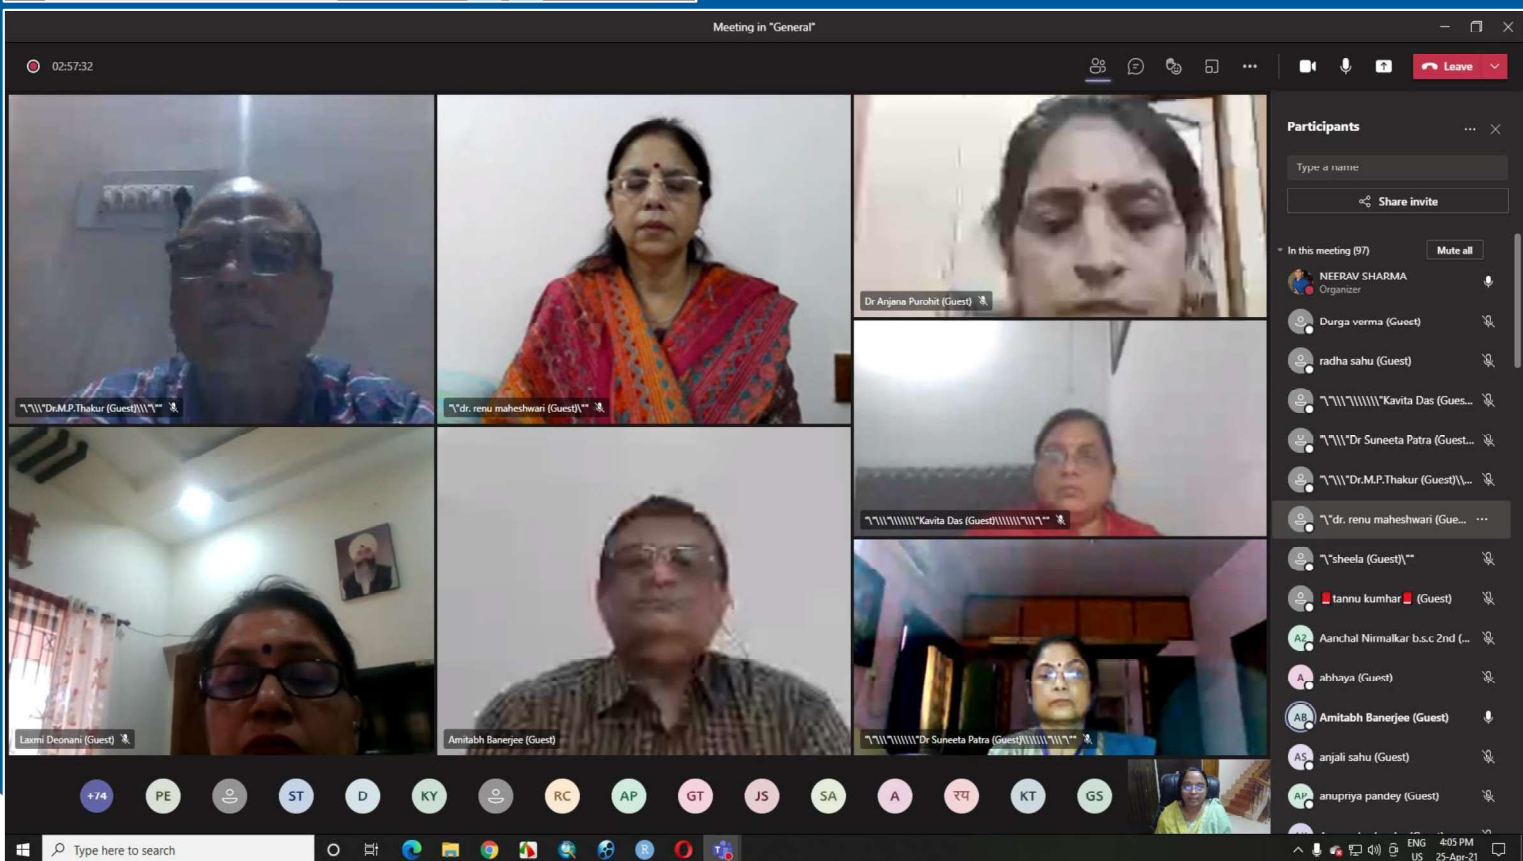 Meeting in "General"
02:57:32
Leave
"\"\\\"Dr.M.P.Thakur (Guest)\\\"\""
"\"dr. renu maheshwari (Guest)\""
Dr Anjana Purohit (Guest)
"\"\\\"\\\\\\\"Kavita Das (Guest)\\\\\\\"\\\"\""
Laxmi Deonani (Guest)
Amitabh Banerjee (Guest)
"\"\\\"\\\\\\\"Dr Suneeta Patra (Guest)\\\\\\\"\\\"\""
+74
PE
ST
D
KY
RC
AP
GT
JS
SA
A
रय
KT
GS
Participants
Type a name
Share invite
In this meeting (97)
Mute all
NEERAV SHARMA
Organizer
Durga verma (Guest)
radha sahu (Guest)
"\"\\\"\\\\\\\"Kavita Das (Gues...
"\"\\\"Dr Suneeta Patra (Guest...
"\"\\\"Dr.M.P.Thakur (Guest)\\...
"\"dr. renu maheshwari (Gue...
"\"sheela (Guest)\""
tannu kumhar (Guest)
A2 Aanchal Nirmalkar b.s.c 2nd (...
A abhaya (Guest)
AB Amitabh Banerjee (Guest)
AS anjali sahu (Guest)
AP anupriya pandey (Guest)
Type here to search
R
ENG
US
4:05 PM
25-Apr-21